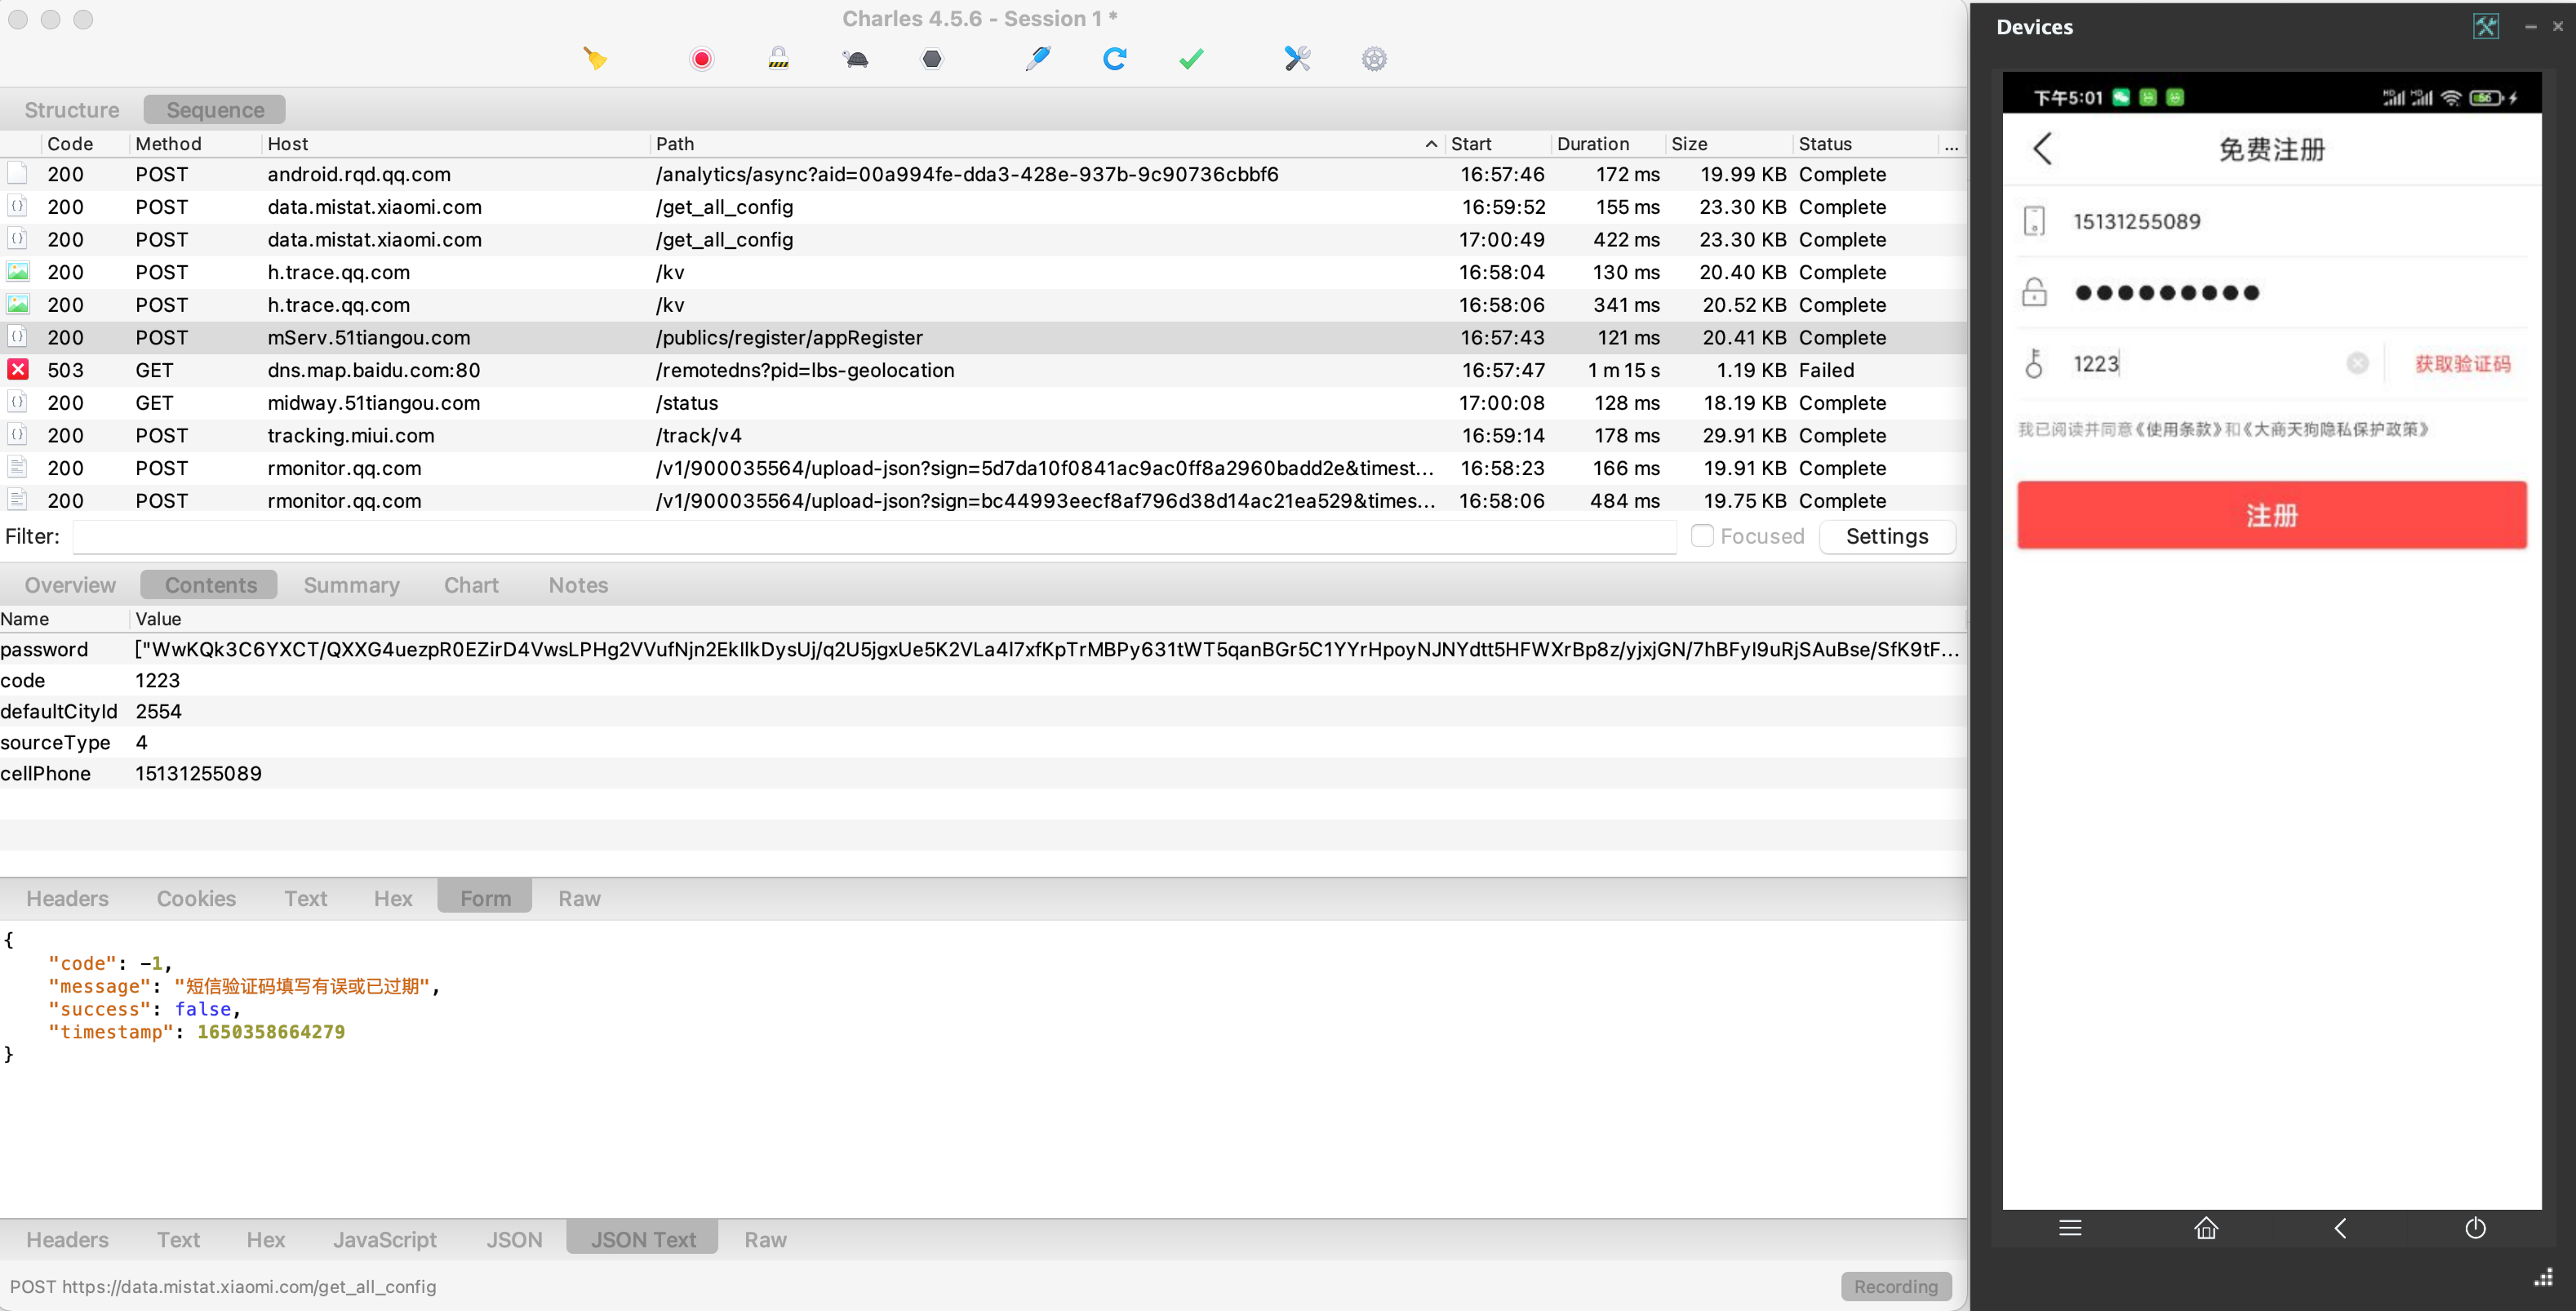 Charles 4.5.6 - Session 1 *
Structure Sequence
Code Method Host Path Start Duration Size Status ...
200 POST android.rqd.qq.com /analytics/async?aid=00a994fe-dda3-428e-937b-9c90736cbbf6 16:57:46 172 ms 19.99 KB Complete
200 POST data.mistat.xiaomi.com /get_all_config 16:59:52 155 ms 23.30 KB Complete
200 POST data.mistat.xiaomi.com /get_all_config 17:00:49 422 ms 23.30 KB Complete
200 POST h.trace.qq.com /kv 16:58:04 130 ms 20.40 KB Complete
200 POST h.trace.qq.com /kv 16:58:06 341 ms 20.52 KB Complete
200 POST mServ.51tiangou.com /publics/register/appRegister 16:57:43 121 ms 20.41 KB Complete
503 GET dns.map.baidu.com:80 /remotedns?pid=lbs-geolocation 16:57:47 1 m 15 s 1.19 KB Failed
200 GET midway.51tiangou.com /status 17:00:08 128 ms 18.19 KB Complete
200 POST tracking.miui.com /track/v4 16:59:14 178 ms 29.91 KB Complete
200 POST rmonitor.qq.com /v1/900035564/upload-json?sign=5d7da10f0841ac9ac0ff8a2960badd2e&timest... 16:58:23 166 ms 19.91 KB Complete
200 POST rmonitor.qq.com /v1/900035564/upload-json?sign=bc44993eecf8af796d38d14ac21ea529&times... 16:58:06 484 ms 19.75 KB Complete
Filter: Focused Settings
Overview Contents Summary Chart Notes
Name Value
password ["WwKQk3C6YXCT/QXXG4uezpR0EZirD4VwsLPHg2VVufNjn2EkIlkDysUj/q2U5jgxUe5K2VLa4l7xfKpTrMBPy631tWT5qanBGr5C1YYrHpoyNJNYdtt5HFWXrBp8z/yjxjGN/7hBFyI9uRjSAuBse/SfK9tF...
code 1223
defaultCityId 2554
sourceType 4
cellPhone 15131255089
Headers Cookies Text Hex Form Raw
{
"code": -1,
"message": "短信验证码填写有误或已过期",
"success": false,
"timestamp": 1650358664279
}
Headers Text Hex JavaScript JSON JSON Text Raw
POST https://data.mistat.xiaomi.com/get_all_config Recording
Devices
下午5:01 HD HD 56
免费注册
15131255089
1223 获取验证码
我已阅读并同意《使用条款》和《大商天狗隐私保护政策》
注册